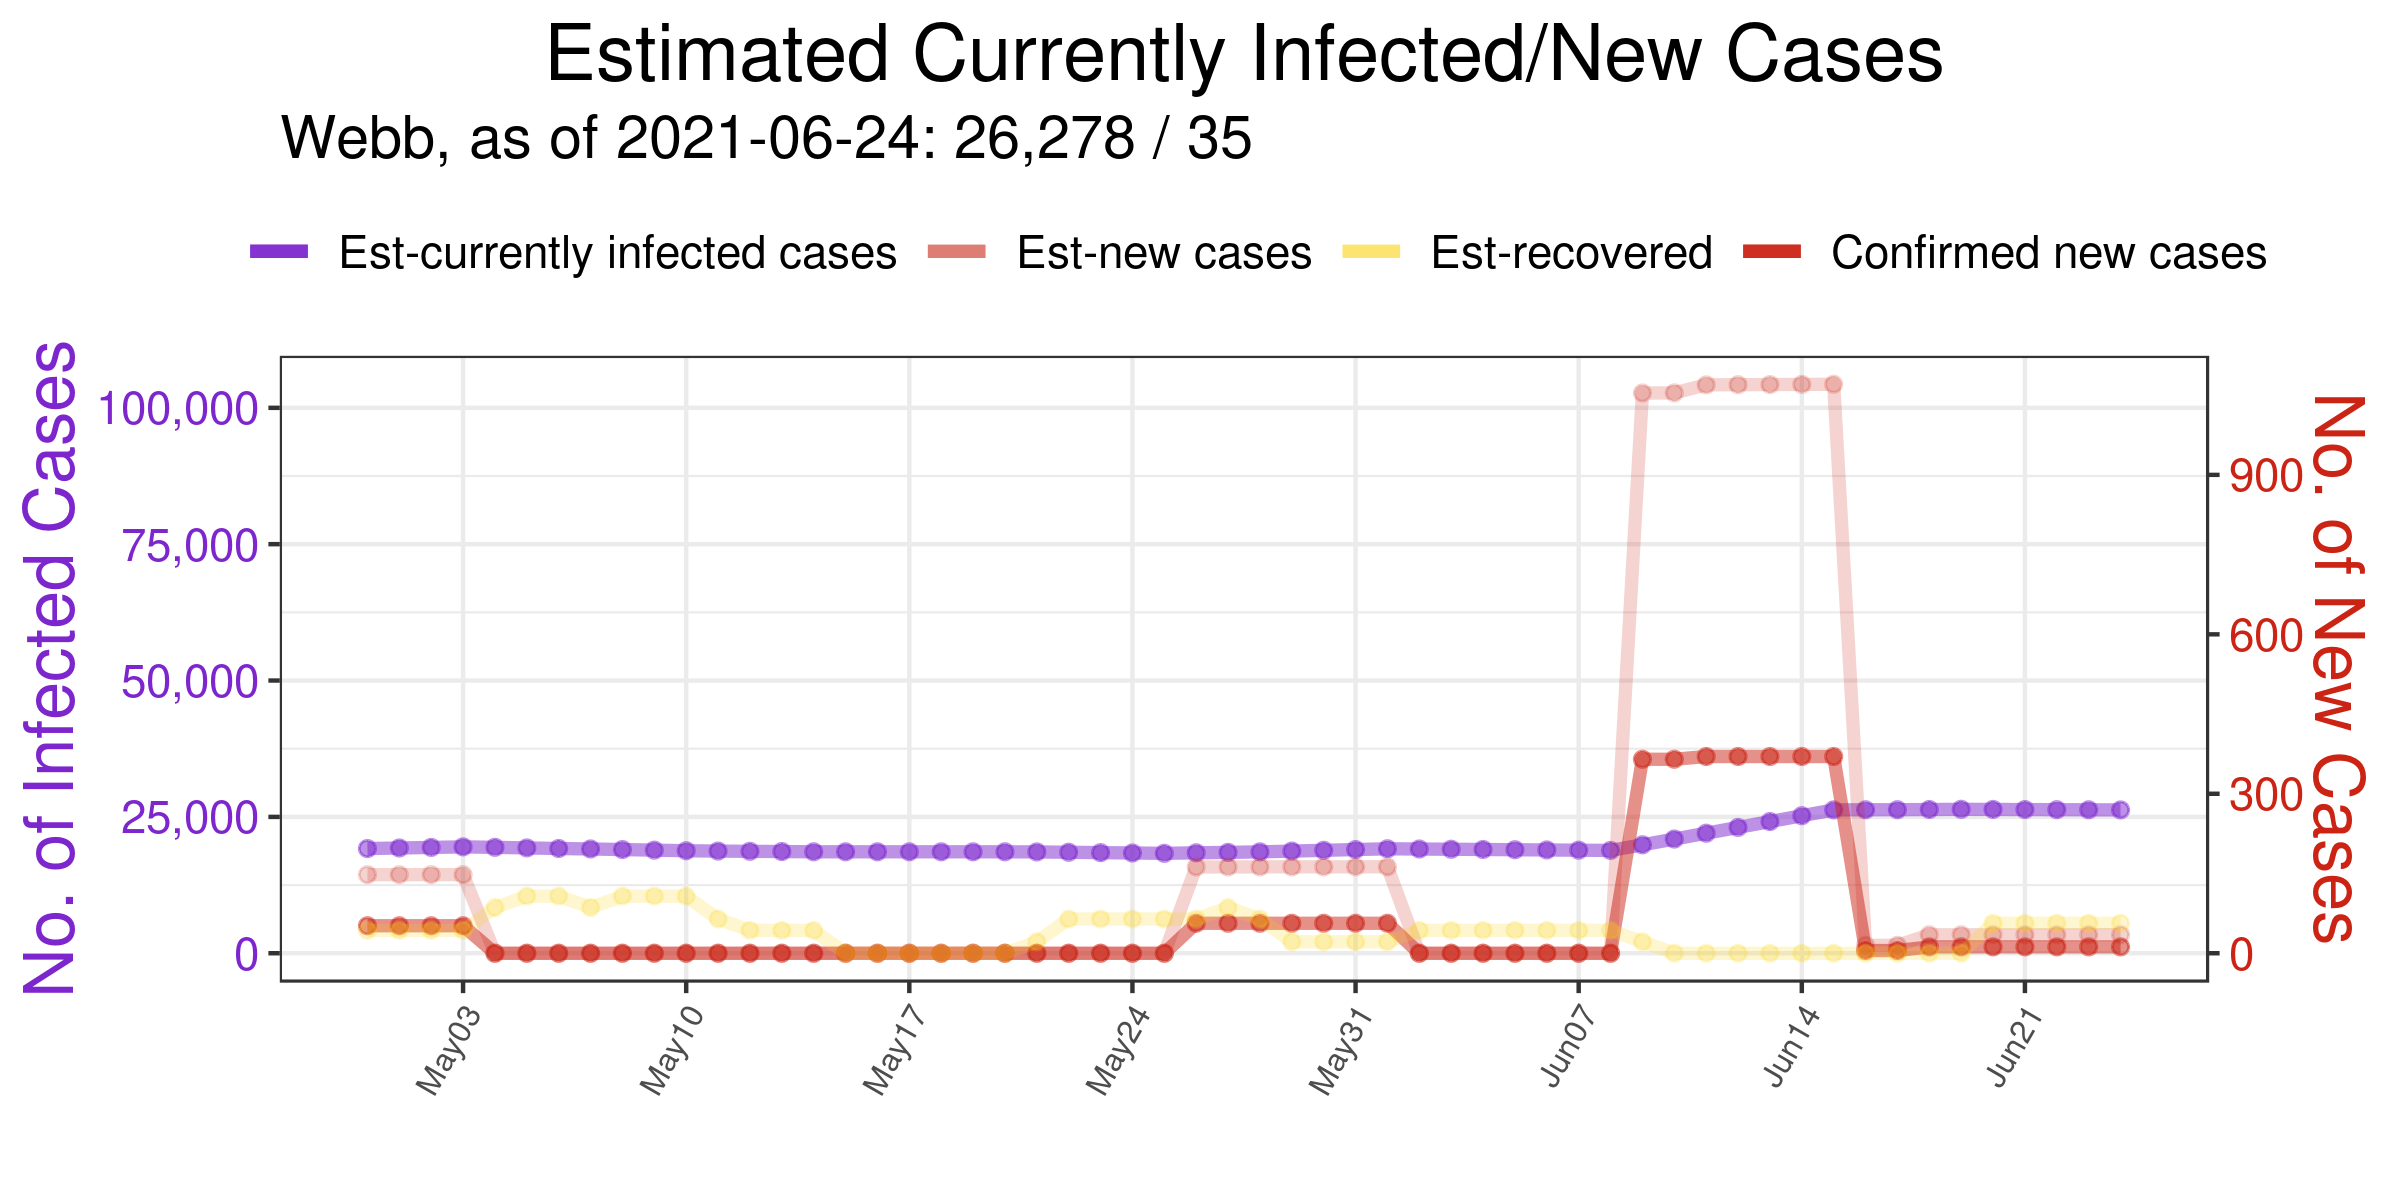 Estimated Currently Infected/New Cases
Webb, as of 2021-06-24: 26,278 / 35
Est-currently infected cases
Est-new cases
Est-recovered
Confirmed new cases
No. of Infected Cases
100,000
75,000
50,000
25,000
0
900
600
300
0
No. of New Cases
May03
May10
May17
May24
May31
Jun07
Jun14
Jun21